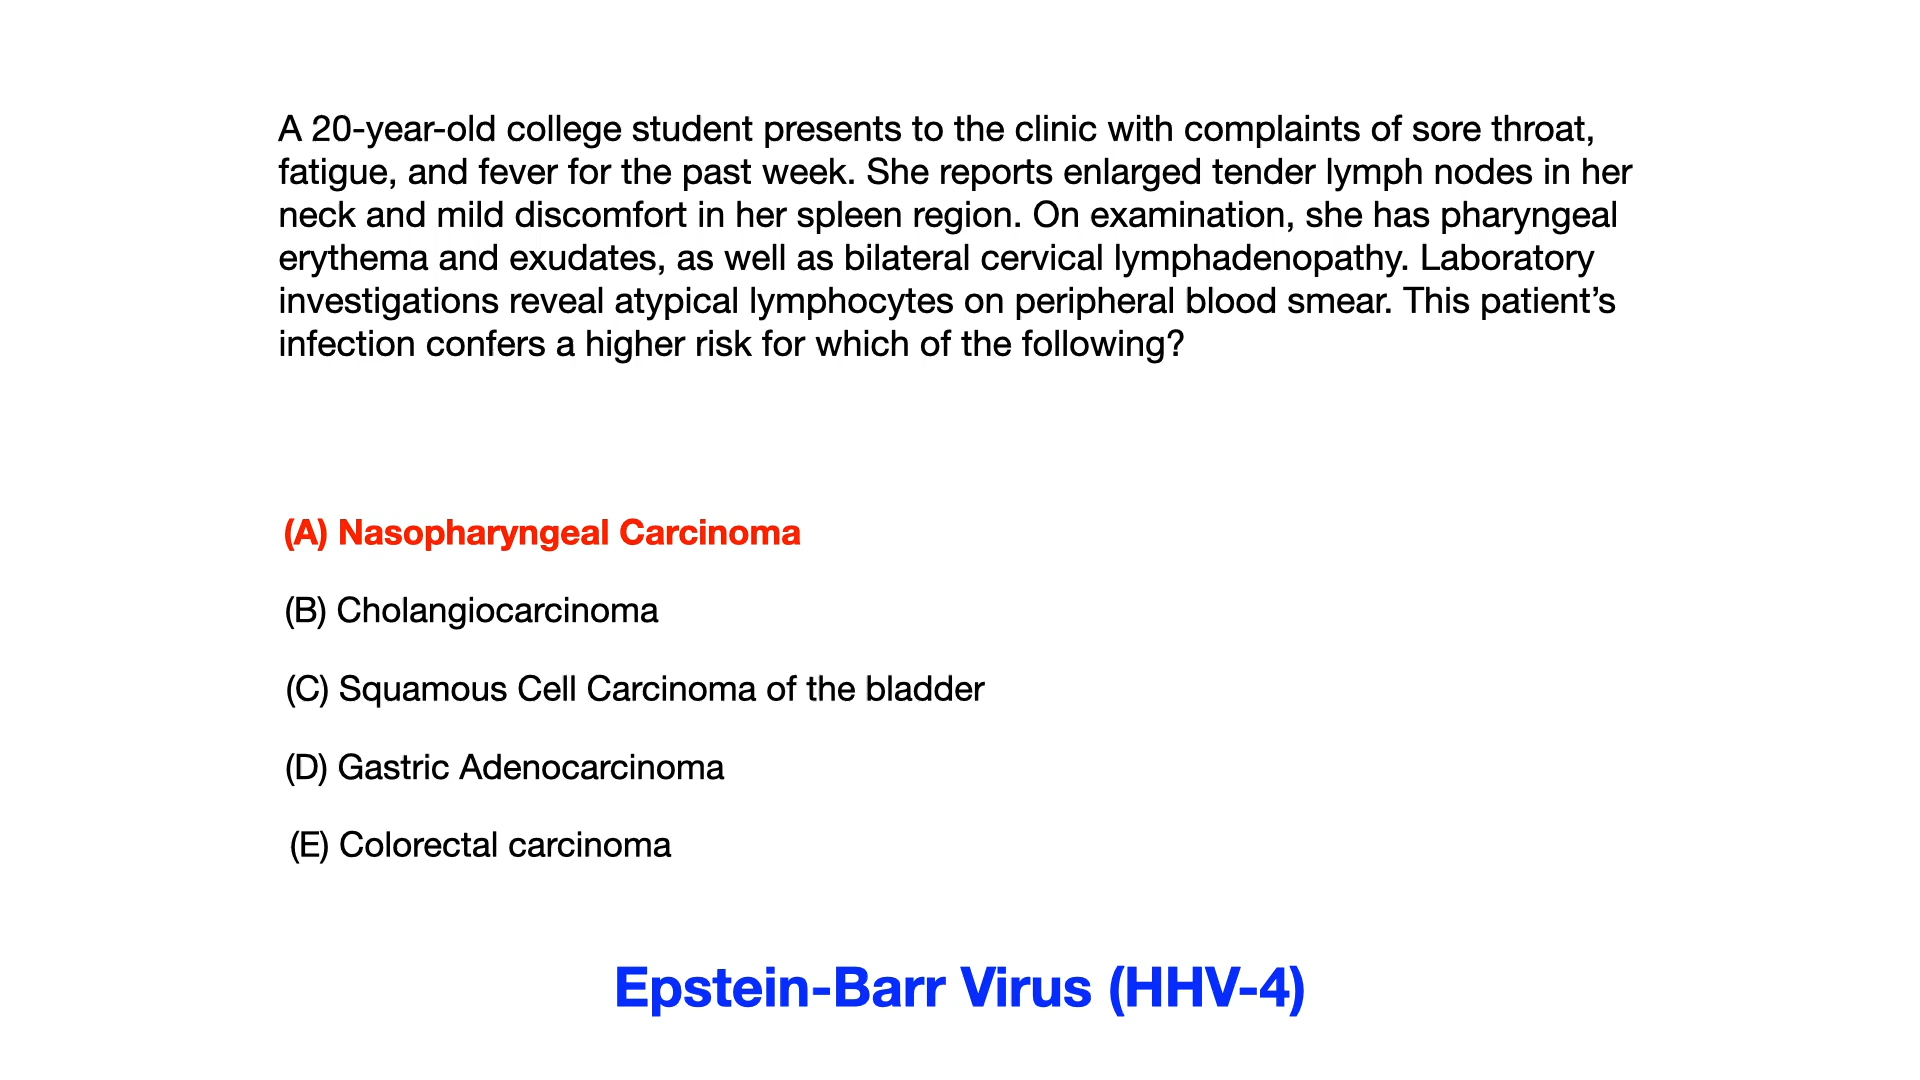 A 20-year-old college student presents to the clinic with complaints of sore throat,
fatigue, and fever for the past week. She reports enlarged tender lymph nodes in her
neck and mild discomfort in her spleen region. On examination, she has pharyngeal
erythema and exudates, as well as bilateral cervical lymphadenopathy. Laboratory
investigations reveal atypical lymphocytes on peripheral blood smear. This patient’s
infection confers a higher risk for which of the following?
(A) Nasopharyngeal Carcinoma
(B) Cholangiocarcinoma
(C) Squamous Cell Carcinoma of the bladder
(D) Gastric Adenocarcinoma
(E) Colorectal carcinoma
Epstein-Barr Virus (HHV-4)